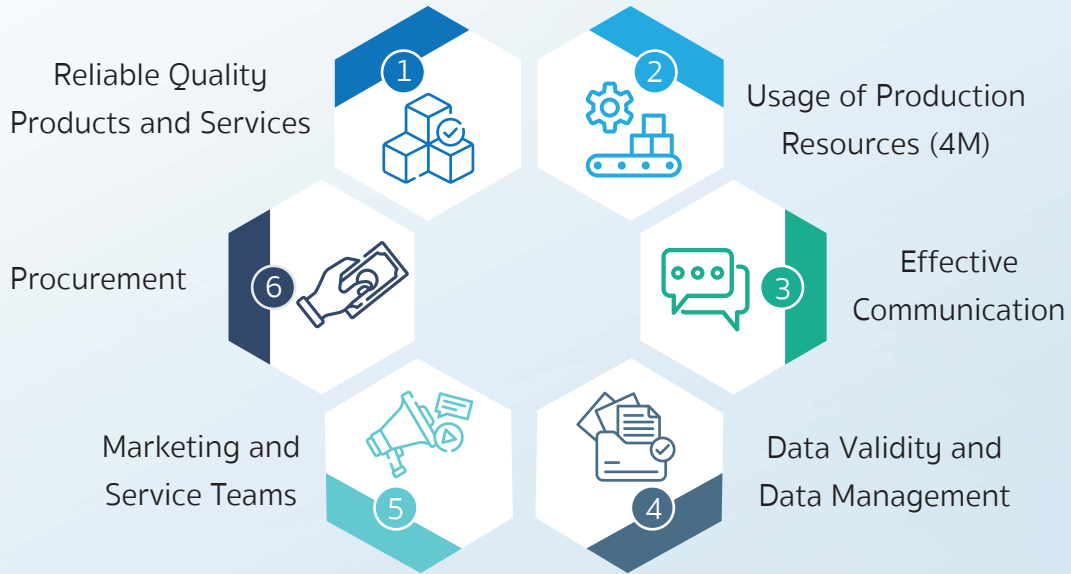 1
Reliable Quality
Products and Services
2
Usage of Production
Resources (4M)
3
Effective
Communication
4
Data Validity and
Data Management
5
Marketing and
Service Teams
6
Procurement